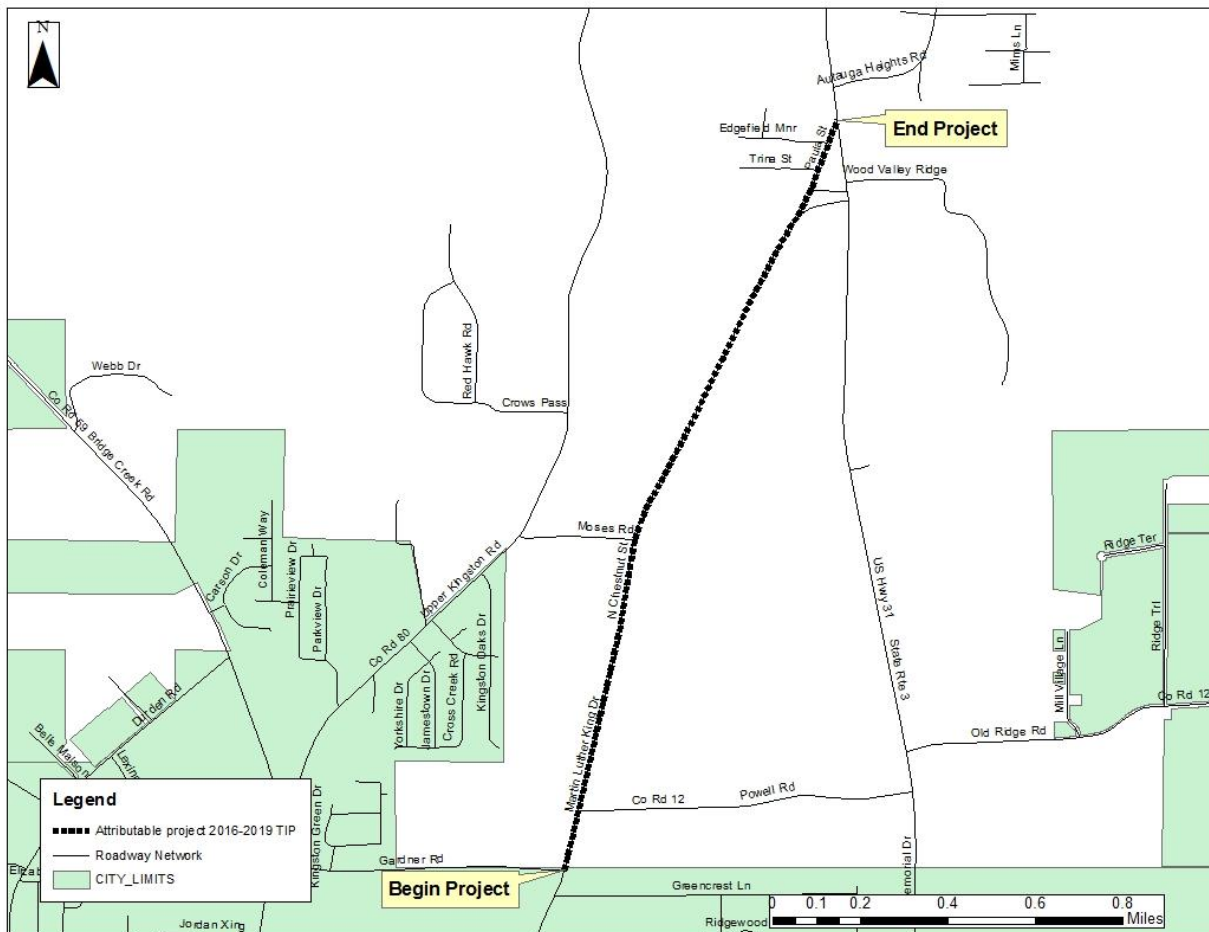 N
Mims Ln
Autauga Heights Rd
End Project
Edgefield Mnr
Paula St
Trina St
Wood Valley Ridge
Webb Dr
Red Hawk Rd
Crows Pass
Co Rd 69 Bridge Creek Rd
Coleman Way
Carson Dr
Prairieview Dr
Parkview Dr
Upper Kingston Rd
Co Rd 80
Moses Rd
N Chestnut St
Ridge Ter
US Hwy 31
State Rte 3
Ridge Trl
Mill Village Ln
Co Rd 12
Kingston Oaks Dr
Cross Creek Rd
Jamestown Dr
Yorkshire Dr
Durden Rd
Belle Maison
Old Ridge Rd
Martin Luther King Dr
Co Rd 12
Powell Rd
Kingston Green Dr
Gardner Rd
Begin Project
Greencrest Ln
Ridgewood
Jordan Xing
Legend
Attributable project 2016-2019 TIP
Roadway Network
CITY_LIMITS
0 0.1 0.2 0.4 0.6 0.8
Miles